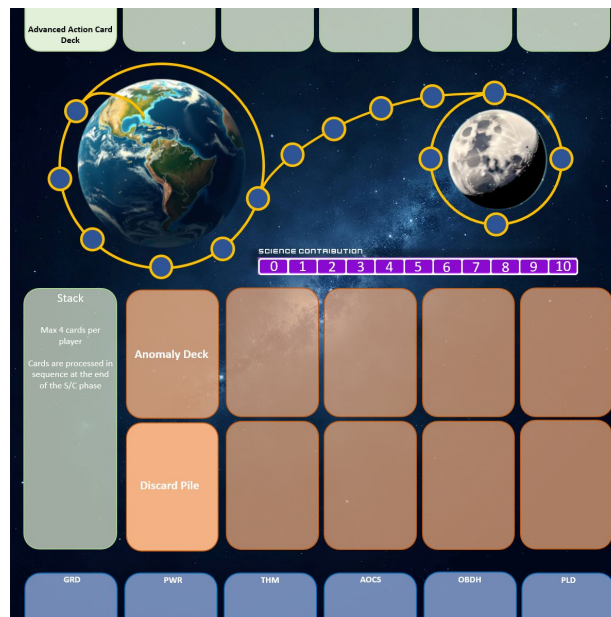 Advanced Action Card
Deck
SCIENCE CONTRIBUTION
0 1 2 3 4 5 6 7 8 9 10
Stack
Max 4 cards per
player
Cards are processed in
sequence at the end
of the S/C phase
Anomaly Deck
Discard Pile
GRD PWR THM AOCS OBDH PLD